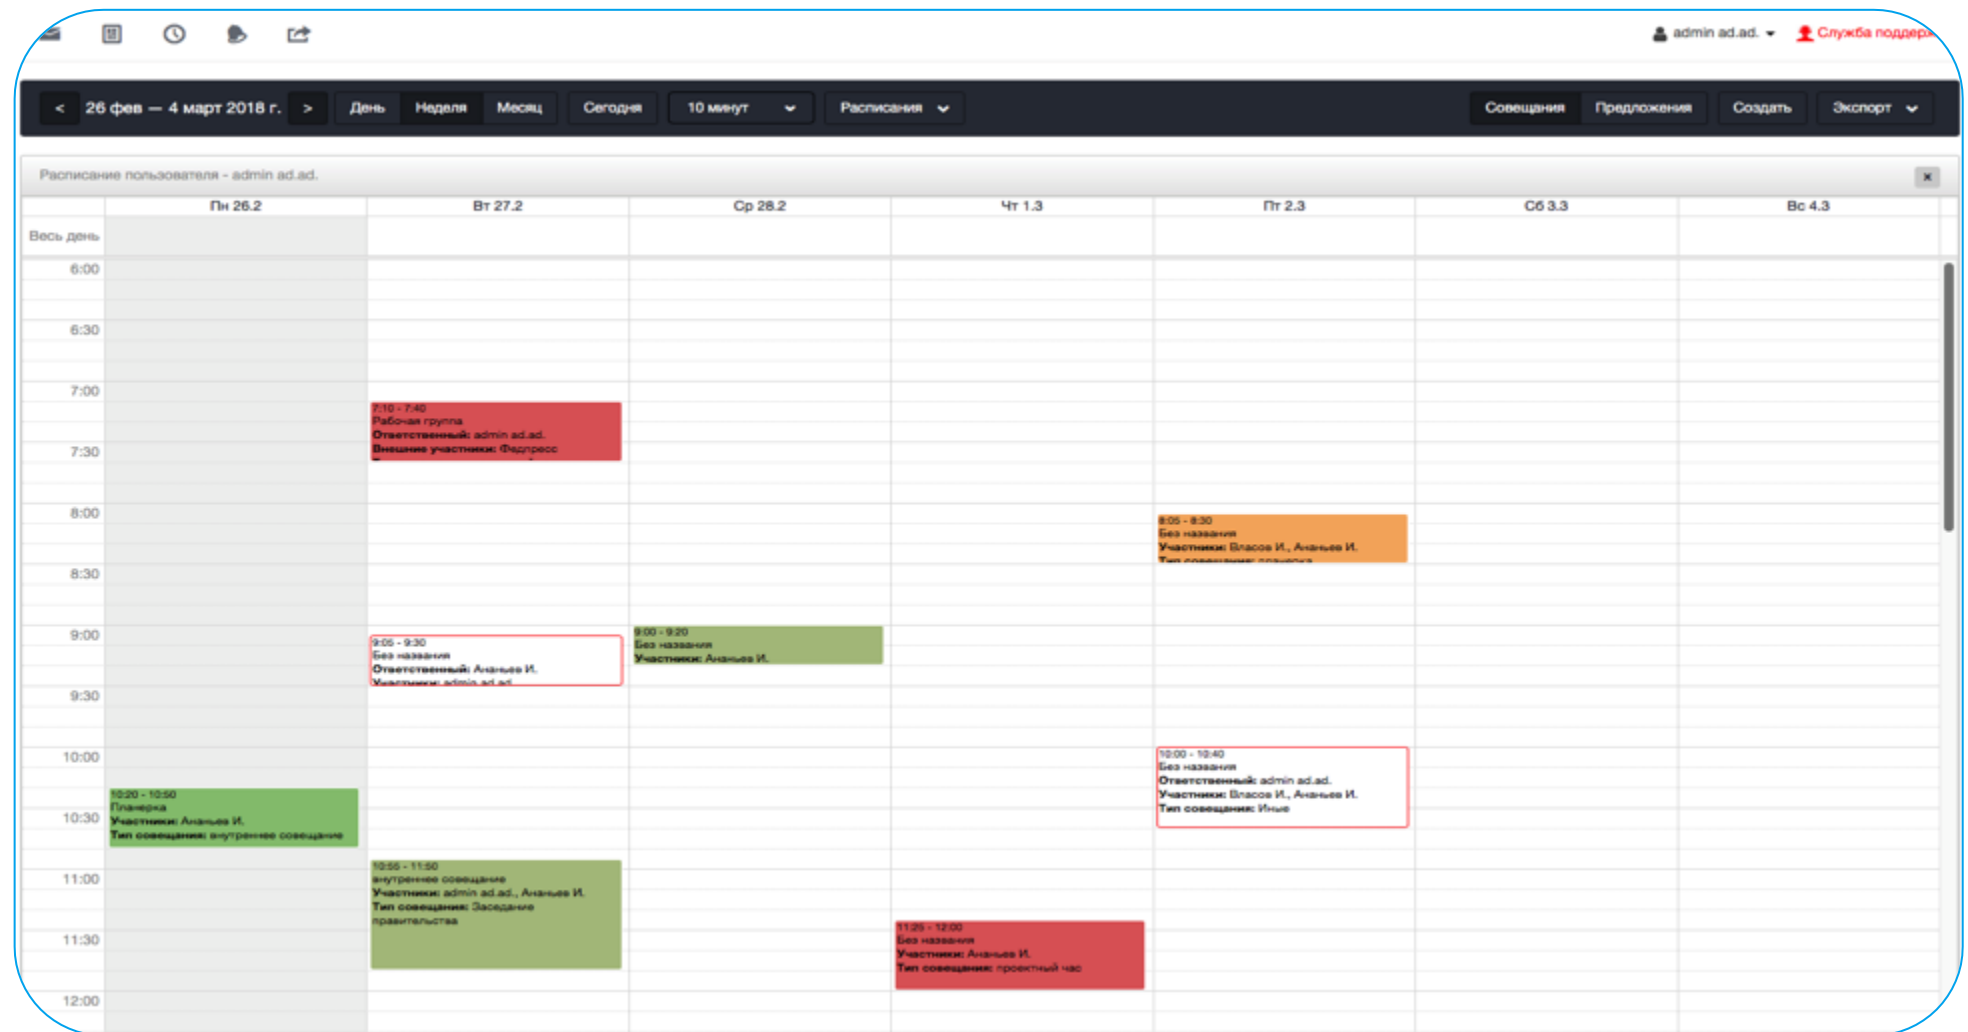 admin ad.ad.
Служба поддерж
< 26 фев — 4 март 2018 г. > День Неделя Месяц Сегодня 10 минут Расписания Совещания Предложения Создать Экспорт
Расписание пользователя - admin ad.ad.
Пн 26.2 Вт 27.2 Ср 28.2 Чт 1.3 Пт 2.3 Сб 3.3 Вс 4.3
Весь день
6:00
6:30
7:00
7:10 - 7:40
Рабочая группа
Ответственный: admin ad.ad.
Внешние участники: Федпресс
7:30
8:00
8:05 - 8:30
Без названия
Участники: Власов И., Ананьев И.
Тип совещания: планерка
8:30
9:00
9:05 - 9:30
Без названия
Ответственный: Ананьев И.
Участники: admin ad.ad.
9:00 - 9:20
Без названия
Участники: Ананьев И.
9:30
10:00
10:00 - 10:40
Без названия
Ответственный: admin ad.ad.
Участники: Власов И., Ананьев И.
Тип совещания: Иные
10:20 - 10:50
Планерка
Участники: Ананьев И.
Тип совещания: внутреннее совещание
10:30
10:55 - 11:50
внутреннее совещание
Участники: admin ad.ad., Ананьев И.
Тип совещания: Заседание
правительства
11:00
11:25 - 12:00
Без названия
Участники: Ананьев И.
Тип совещания: проектный час
11:30
12:00